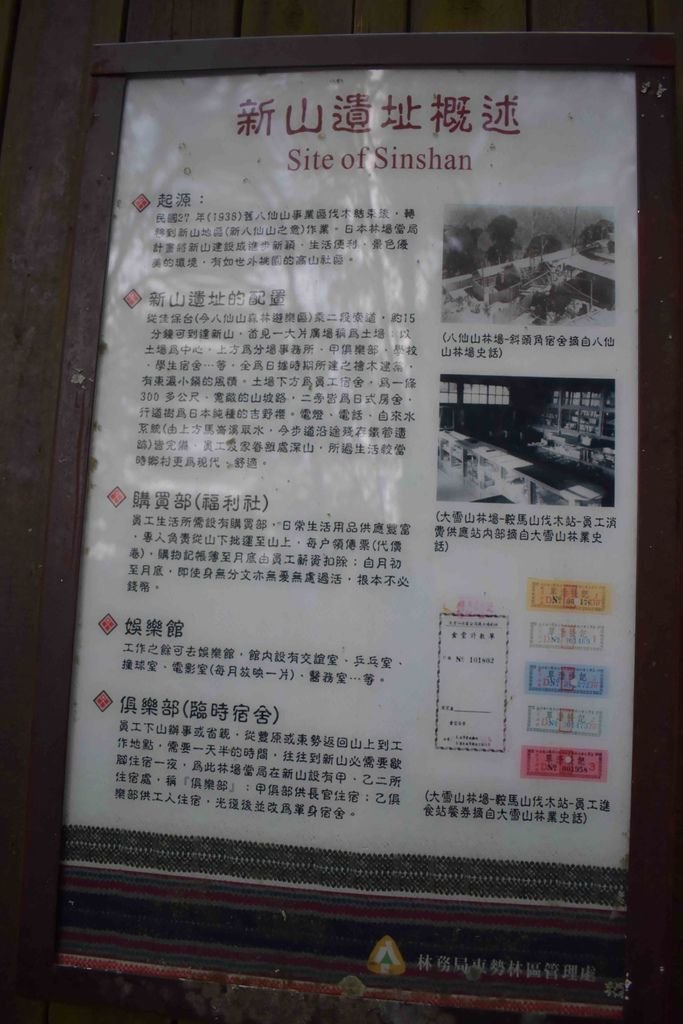 新山遺址概述
Site of Sinshan
起源：
民國27年(1938)舊八仙山事業區伐木結束後，轉
移到新山地區(新八仙山之意)作業。日本林場當局
計畫將新山建設成進步新穎，生活便利，景色優
美的環境，有如世外桃園的高山社區。
新山遺址的配置
從佳保台(今八仙山森林遊樂區)乘二段索道，約15
分鐘可到達新山，首見一大片廣場稱為土場；以
土場為中心，上方為分場事務所、甲俱樂部、學校
、學生宿舍…等，全為日據時期所建之檜木建築，
有東瀛小鎮的風情。土場下方為員工宿舍，為一條
300多公尺、寬敞的山坡路，二旁皆為日式房舍，
行道樹為日本純種的吉野櫻。電燈、電話、自來水
系統(由上方馬崙溪取水，今步道沿途殘存鐵管遺
跡)皆完備，員工及家眷雖處深山，所過生活較當
時鄉村更為現代、舒適。
購買部(福利社)
員工生活所需設有購買部，日常生活用品供應豐富
，專人負責從山下批運至山上，每戶領傳票(代價
卷)，購物記帳簿至月底由員工薪資扣除；自月初
至月底，即使身無分文亦無憂無慮過活，根本不必
錢幣。
娛樂館
工作之餘可去娛樂館，館內設有交誼室、乒乓室、
撞球室、電影室(每月放映一片)、醫務室…等。
俱樂部(臨時宿舍)
員工下山辦事或省親，從豐原或東勢返回山上到工
作地點，需要一天半的時間，往往到新山必需要歇
腳住宿一夜，為此林場當局在新山設有甲、乙二所
住宿處，稱『俱樂部』；甲俱部供長官住宿；乙俱
樂部供工人住宿，光復後並改為單身宿舍。
(八仙山林場-斜頭角宿舍摘自八仙
山林場史話)
(大雪山林場-鞍馬山伐木站-員工消
費供應站內部摘自大雪山林業史
話)
食堂計數單
No 101802
(大雪山林場-鞍馬山伐木站-員工進
食站餐券摘自大雪山林業史話)
林務局東勢林區管理處